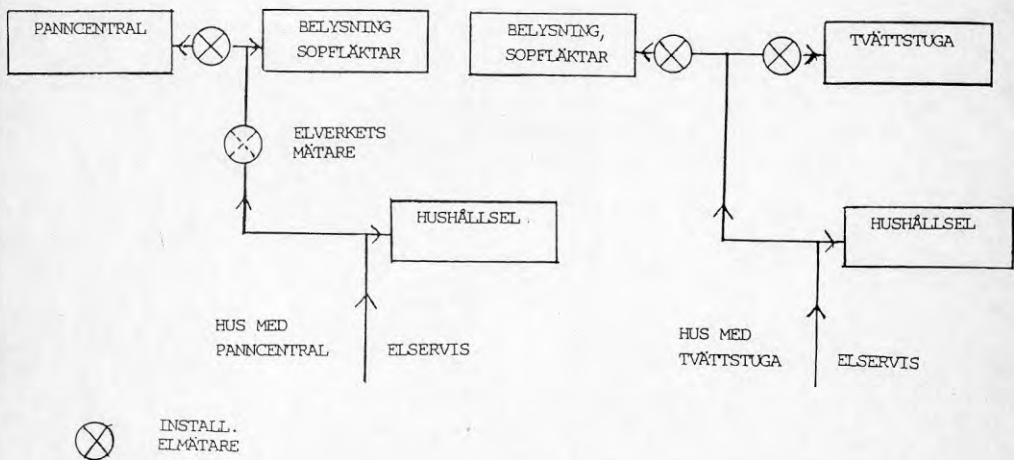 PANNCENTRAL
BELYSNING
SOPFLÄKTAR
ELVERKETS
MÄTARE
HUSHÅLLSEL
HUS MED
PANNCENTRAL
ELSERVIS
BELYSNING,
SOPFLÄKTAR
TVÄTTSTUGA
HUSHÅLLSEL
HUS MED
TVÄTTSTUGA
ELSERVIS
INSTALL.
ELMÄTARE